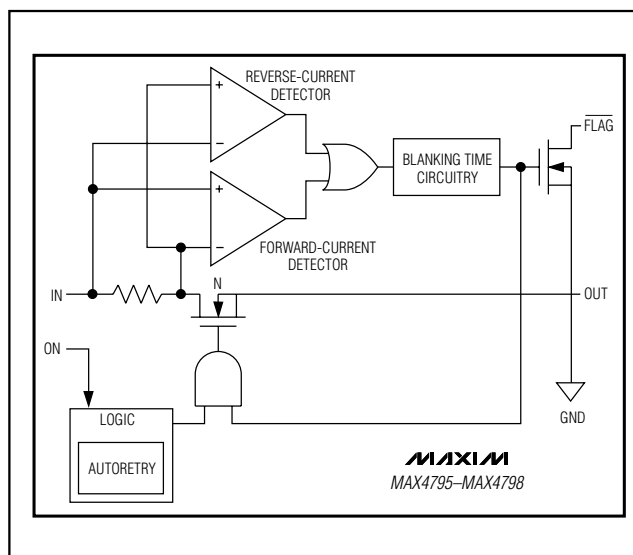 REVERSE-CURRENT
DETECTOR
+
−
FLAG
BLANKING TIME
CIRCUITRY
+
−
FORWARD-CURRENT
DETECTOR
N
IN
OUT
ON
LOGIC
AUTORETRY
GND
MAXIM
MAX4795–MAX4798